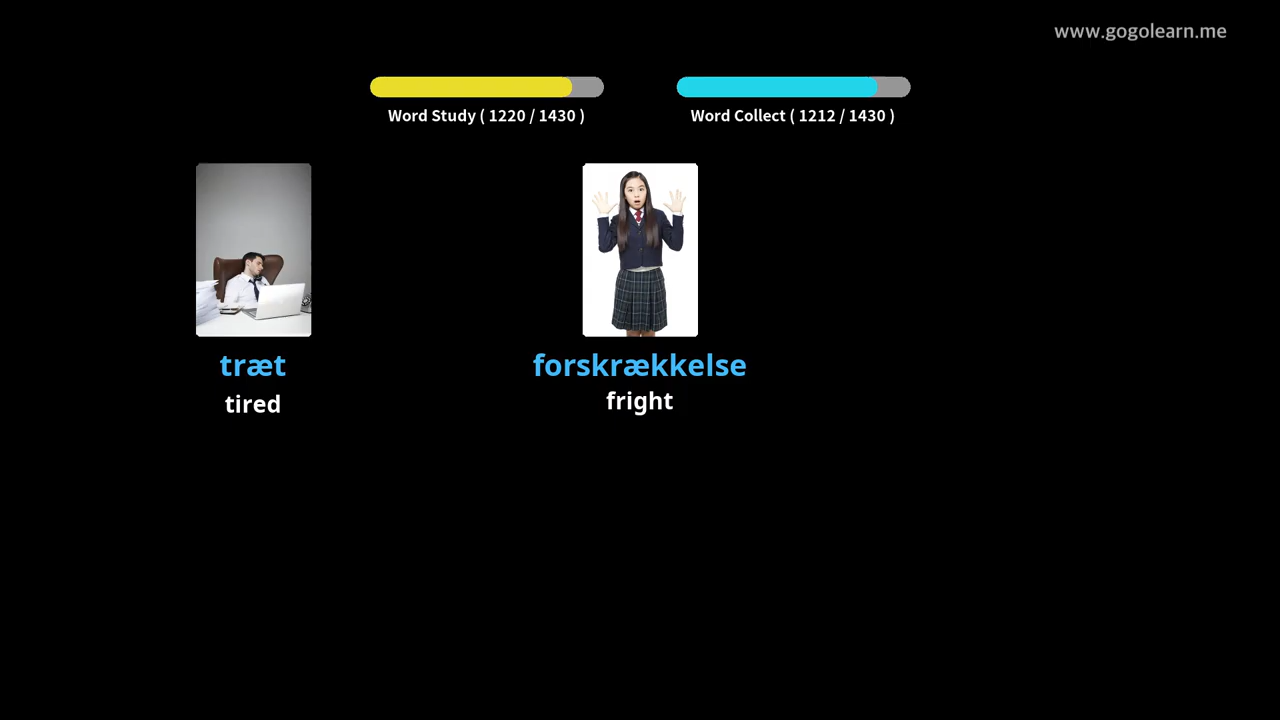 www.gogolearn.me
Word Study ( 1220 / 1430 )
Word Collect ( 1212 / 1430 )
træt
tired
forskrækkelse
fright